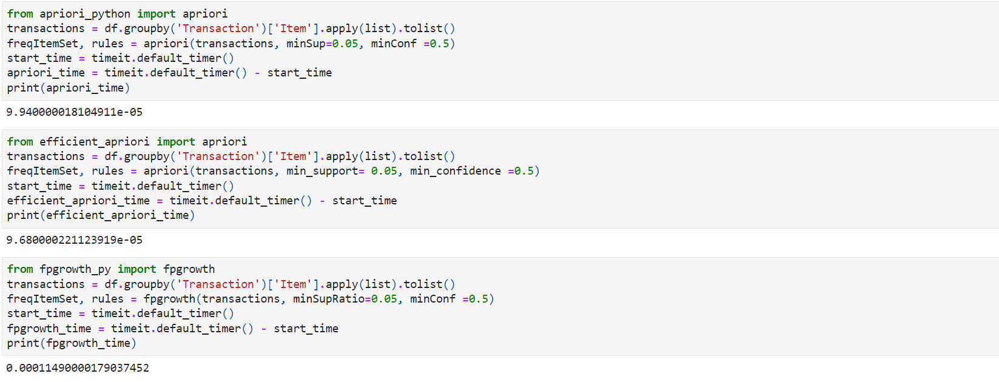 from apriori_python import apriori
transactions = df.groupby('Transaction')['Item'].apply(list).tolist()
freqItemSet, rules = apriori(transactions, minSup=0.05, minConf =0.5)
start_time = timeit.default_timer()
apriori_time = timeit.default_timer() - start_time
print(apriori_time)
9.940000018104911e-05
from efficient_apriori import apriori
transactions = df.groupby('Transaction')['Item'].apply(list).tolist()
freqItemSet, rules = apriori(transactions, min_support= 0.05, min_confidence =0.5)
start_time = timeit.default_timer()
efficient_apriori_time = timeit.default_timer() - start_time
print(efficient_apriori_time)
9.680000221123919e-05
from fpgrowth_py import fpgrowth
transactions = df.groupby('Transaction')['Item'].apply(list).tolist()
freqItemSet, rules = fpgrowth(transactions, minSupRatio=0.05, minConf =0.5)
start_time = timeit.default_timer()
fpgrowth_time = timeit.default_timer() - start_time
print(fpgrowth_time)
0.00011490000179037452